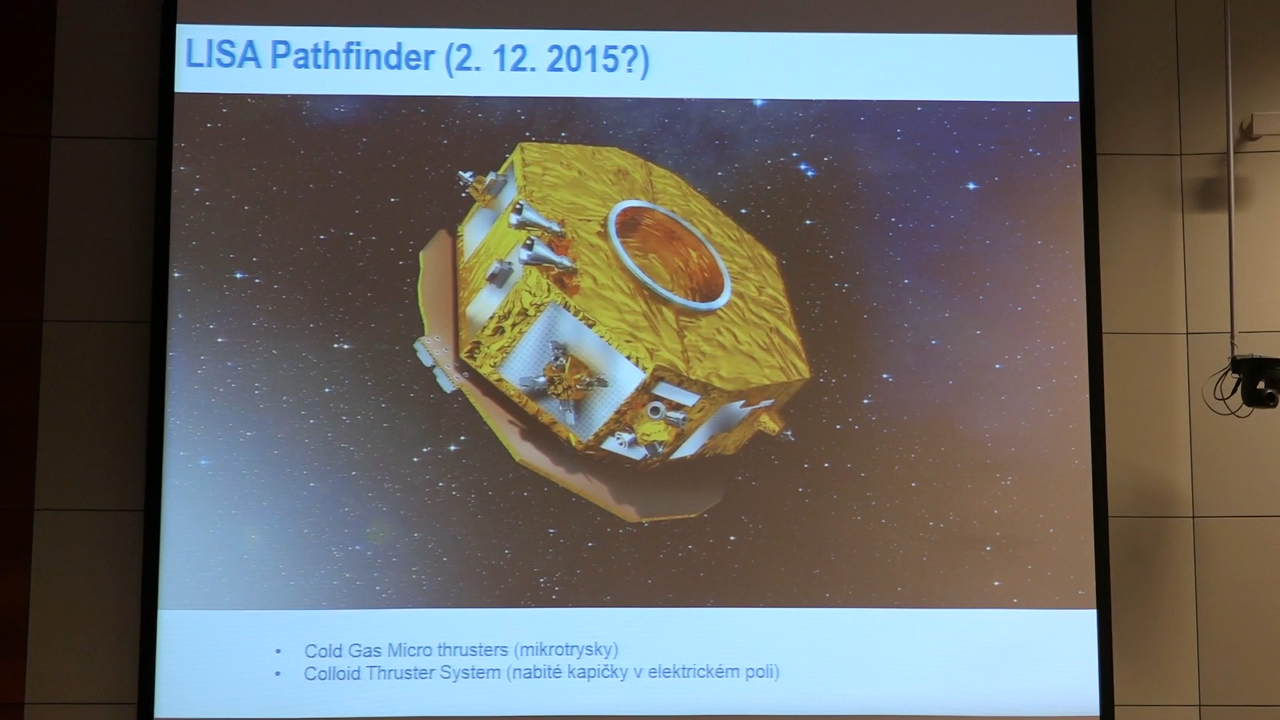 LISA Pathfinder (2. 12. 2015?)
• Cold Gas Micro thrusters (mikrotrysky)
• Colloid Thruster System (nabité kapičky v elektrickém poli)